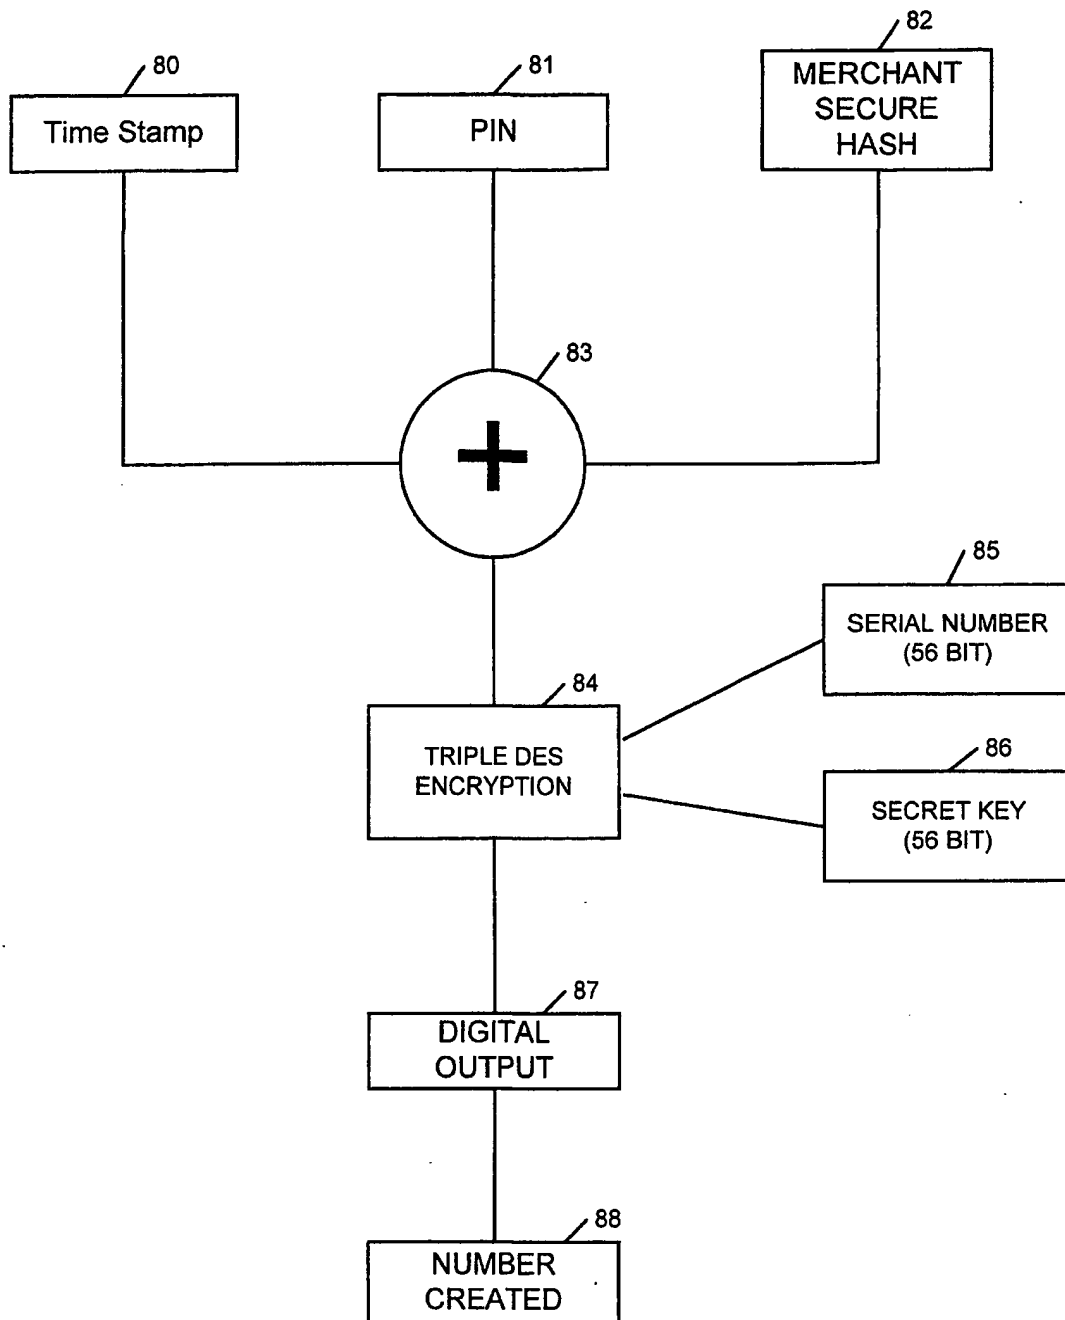 80
81
82
Time Stamp
PIN
MERCHANT
SECURE
HASH
83
+
84
TRIPLE DES
ENCRYPTION
85
SERIAL NUMBER
(56 BIT)
86
SECRET KEY
(56 BIT)
87
DIGITAL
OUTPUT
88
NUMBER
CREATED